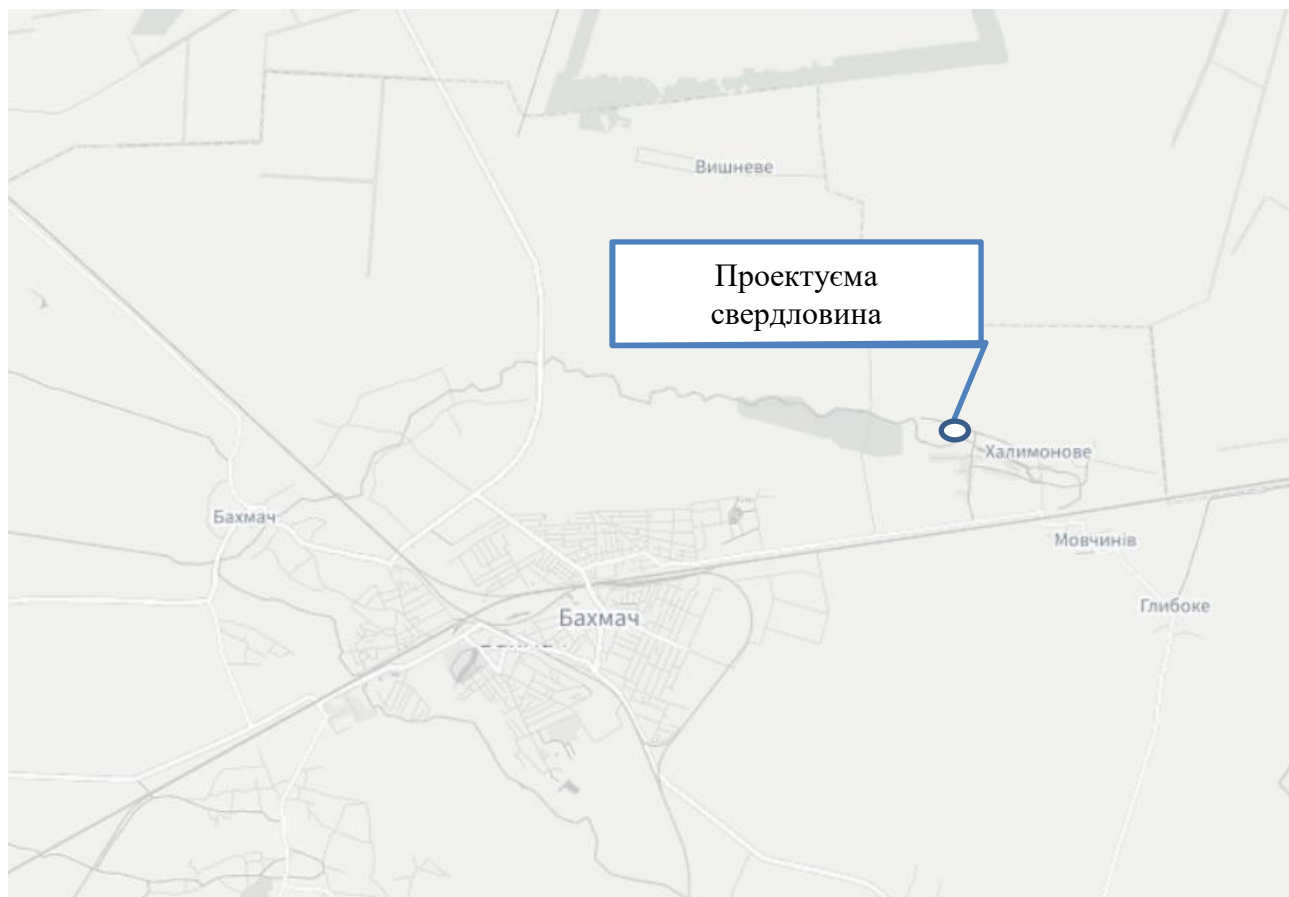 Вишневе
Проектуєма
свердловина
Халимонове
Бахмач
Мовчинів
Глибоке
Бахмач